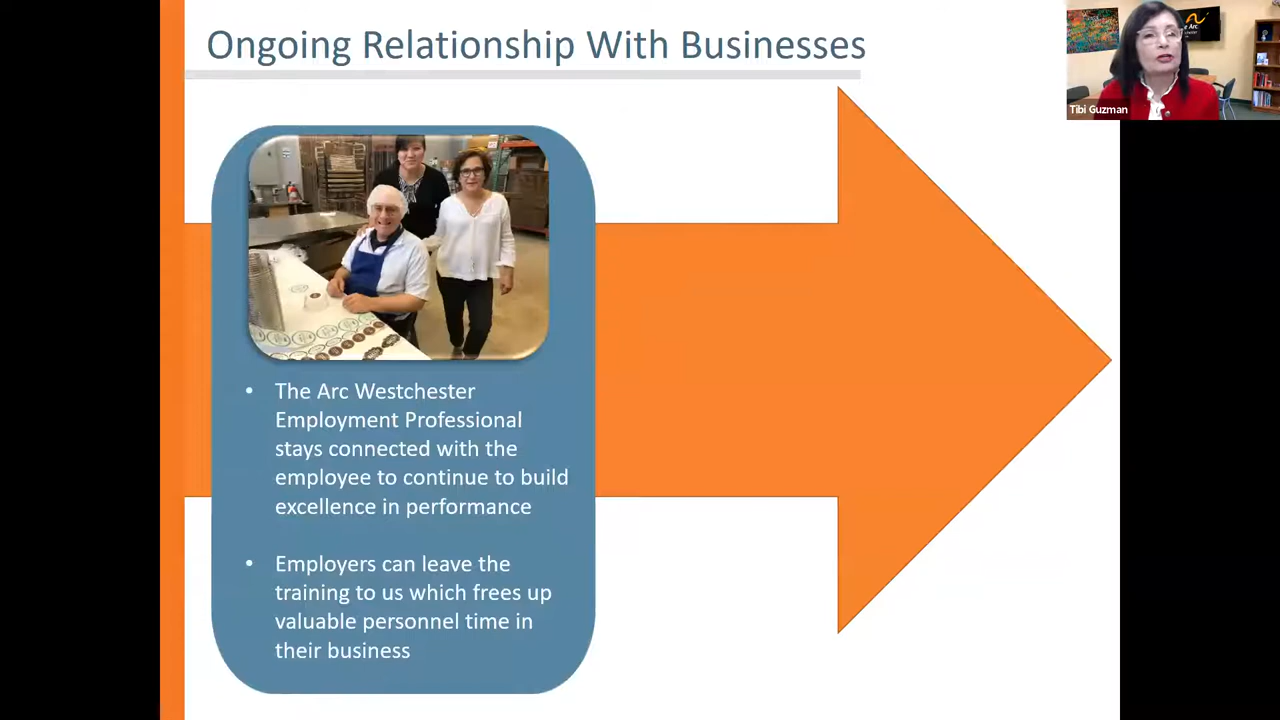 Ongoing Relationship With Businesses
Tibi Guzman
• The Arc Westchester
Employment Professional
stays connected with the
employee to continue to build
excellence in performance
• Employers can leave the
training to us which frees up
valuable personnel time in
their business